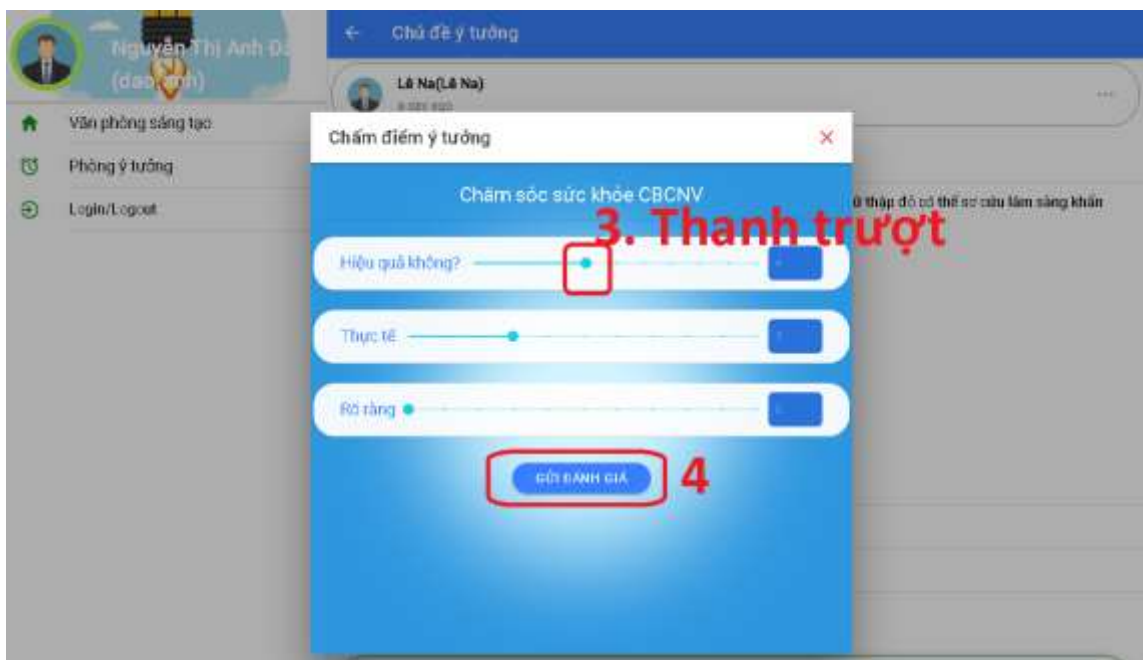 Nguyễn Thị Anh
Chủ đề ý tưởng
Lê Na(Lê Na)
Văn phòng sáng tạo
Phòng ý tưởng
Login/Logout
Chấm điểm ý tưởng
Chăm sóc sức khỏe CBCNV
3. Thanh trượt
Hiệu quả không?
Thực tế
Rõ ràng
GỬI ĐÁNH GIÁ
4